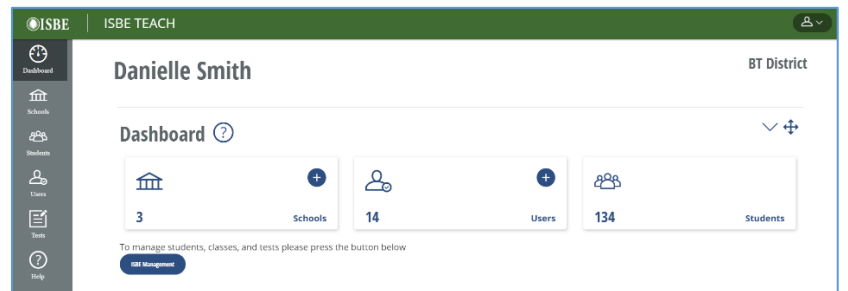 ISBE ISBE TEACH
Dashboard
Schools
Students
Users
Tests
Help
Danielle Smith
BT District
Dashboard ?
3 Schools
14 Users
134 Students
To manage students, classes, and tests please press the button below
ISBE Management